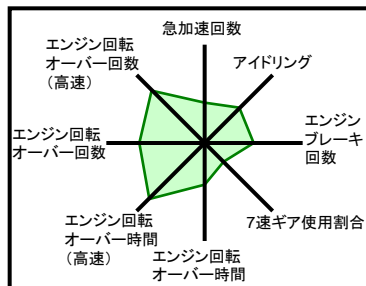 急加速回数
エンジン回転
オーバー回数
(高速)
アイドリング
エンジン回転
オーバー回数
エンジン
ブレーキ
回数
エンジン回転
オーバー時間
(高速)
7速ギア使用割合
エンジン回転
オーバー時間